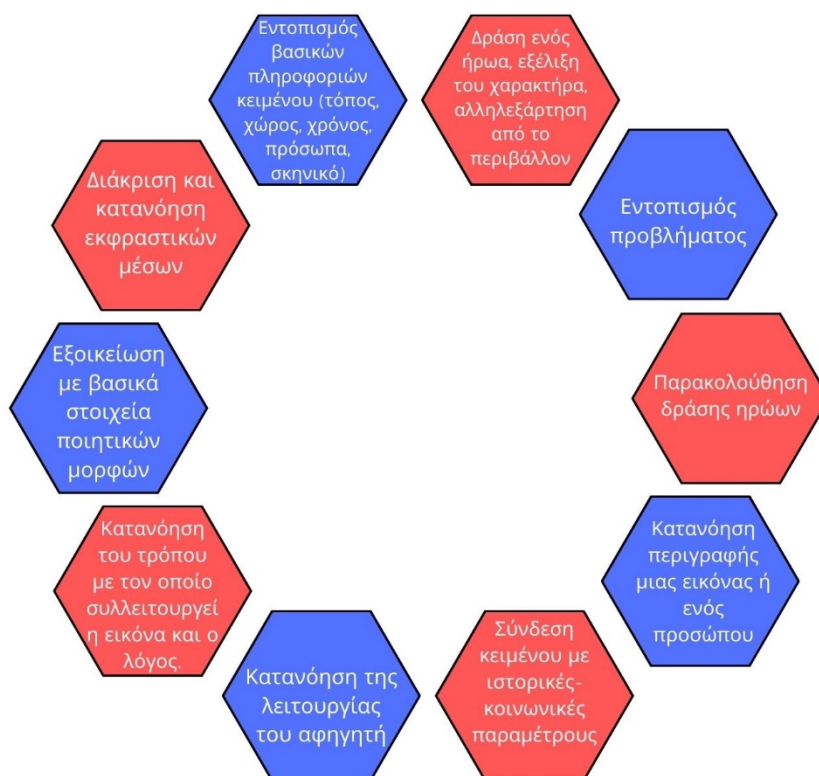 Εντοπισμός
βασικών
πληροφοριών
κειμένου (τόπος,
χώρος, χρόνος,
πρόσωπα,
σκηνικό)
Δράση ενός
ήρωα, εξέλιξη
του χαρακτήρα,
αλληλεξάρτηση
από το
περιβάλλον
Εντοπισμός
προβλήματος
Παρακολούθηση
δράσης ηρώων
Κατανόηση
περιγραφής
μιας εικόνας ή
ενός
προσώπου
Σύνδεση
κειμένου με
ιστορικές-
κοινωνικές
παραμέτρους
Κατανόηση της
λειτουργίας
του αφηγητή
Κατανόηση
του τρόπου
με τον οποίο
συλλειτουργεί
η εικόνα και ο
λόγος.
Εξοικείωση
με βασικά
στοιχεία
ποιητικών
μορφών
Διάκριση και
κατανόηση
εκφραστικών
μέσων